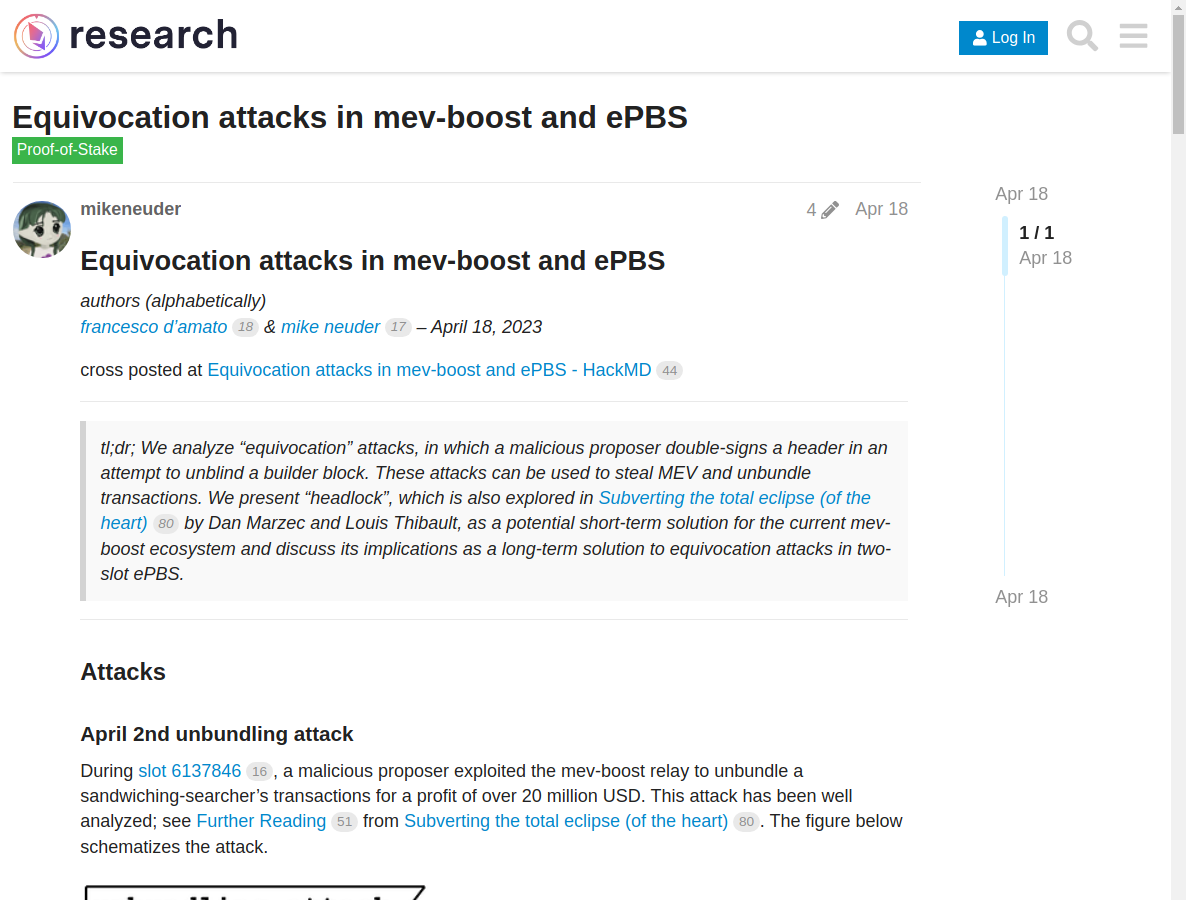 research
Log In
Equivocation attacks in mev-boost and ePBS
Proof-of-Stake
mikeneuder
4
Apr 18
Apr 18
1 / 1
Apr 18
Apr 18
Equivocation attacks in mev-boost and ePBS
authors (alphabetically)
francesco d’amato 18 & mike neuder 17 – April 18, 2023
cross posted at Equivocation attacks in mev-boost and ePBS - HackMD 44
tl;dr; We analyze “equivocation” attacks, in which a malicious proposer double-signs a header in an
attempt to unblind a builder block. These attacks can be used to steal MEV and unbundle
transactions. We present “headlock”, which is also explored in Subverting the total eclipse (of the
heart) 80 by Dan Marzec and Louis Thibault, as a potential short-term solution for the current mev-
boost ecosystem and discuss its implications as a long-term solution to equivocation attacks in two-
slot ePBS.
Attacks
April 2nd unbundling attack
During slot 6137846 16, a malicious proposer exploited the mev-boost relay to unbundle a
sandwiching-searcher’s transactions for a profit of over 20 million USD. This attack has been well
analyzed; see Further Reading 51 from Subverting the total eclipse (of the heart) 80. The figure below
schematizes the attack.